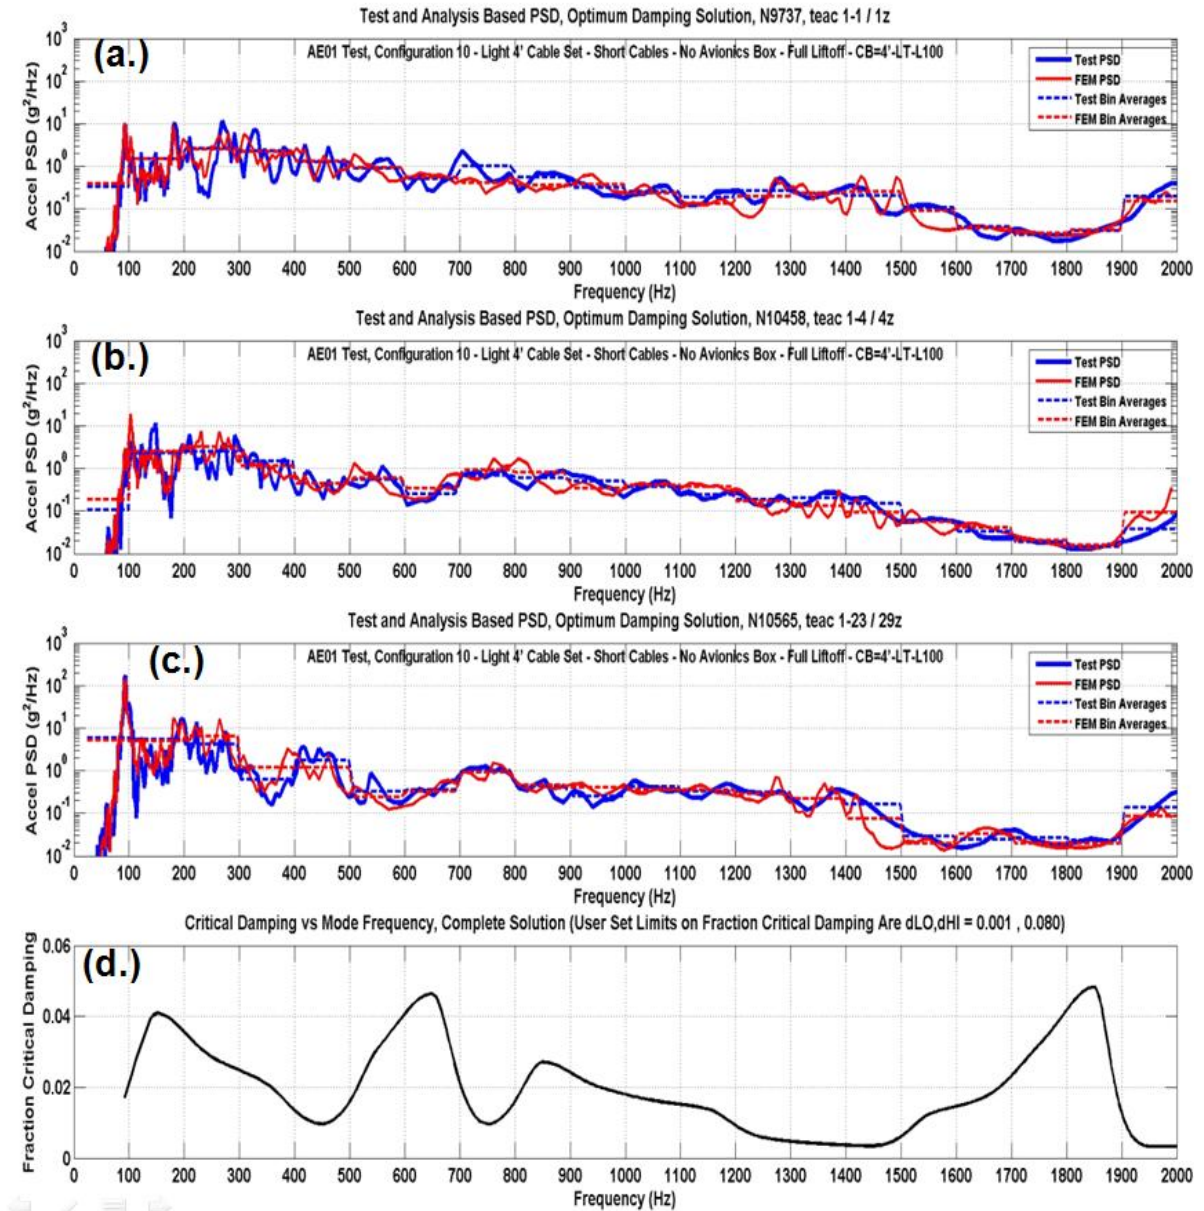 Test and Analysis Based PSD, Optimum Damping Solution, N9737, teac 1-1 / 1z
(a.)
AE01 Test, Configuration 10 - Light 4' Cable Set - Short Cables - No Avionics Box - Full Liftoff - CB=4'-LT-L100
Test PSD
FEM PSD
Test Bin Averages
FEM Bin Averages
Accel PSD (g²/Hz)
10³
10²
10¹
10⁰
10⁻¹
10⁻²
0 100 200 300 400 500 600 700 800 900 1000 1100 1200 1300 1400 1500 1600 1700 1800 1900 2000
Frequency (Hz)
Test and Analysis Based PSD, Optimum Damping Solution, N10458, teac 1-4 / 4z
(b.)
AE01 Test, Configuration 10 - Light 4' Cable Set - Short Cables - No Avionics Box - Full Liftoff - CB=4'-LT-L100
Test PSD
FEM PSD
Test Bin Averages
FEM Bin Averages
Accel PSD (g²/Hz)
10³
10²
10¹
10⁰
10⁻¹
10⁻²
0 100 200 300 400 500 600 700 800 900 1000 1100 1200 1300 1400 1500 1600 1700 1800 1900 2000
Frequency (Hz)
Test and Analysis Based PSD, Optimum Damping Solution, N10565, teac 1-23 / 29z
(c.)
AE01 Test, Configuration 10 - Light 4' Cable Set - Short Cables - No Avionics Box - Full Liftoff - CB=4'-LT-L100
Test PSD
FEM PSD
Test Bin Averages
FEM Bin Averages
Accel PSD (g²/Hz)
10³
10²
10¹
10⁰
10⁻¹
10⁻²
0 100 200 300 400 500 600 700 800 900 1000 1100 1200 1300 1400 1500 1600 1700 1800 1900 2000
Frequency (Hz)
Critical Damping vs Mode Frequency, Complete Solution (User Set Limits on Fraction Critical Damping Are dLO,dHI = 0.001 , 0.080)
(d.)
Fraction Critical Damping
0.06
0.04
0.02
0
0 100 200 300 400 500 600 700 800 900 1000 1100 1200 1300 1400 1500 1600 1700 1800 1900 2000
Frequency (Hz)